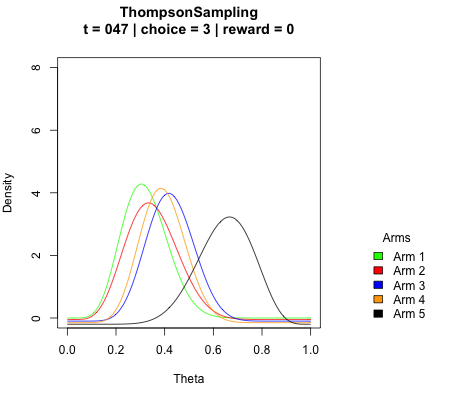 ThompsonSampling
t = 047 | choice = 3 | reward = 0
8
6
4
2
0
Density
0.0 0.2 0.4 0.6 0.8 1.0
Theta
Arms
Arm 1
Arm 2
Arm 3
Arm 4
Arm 5